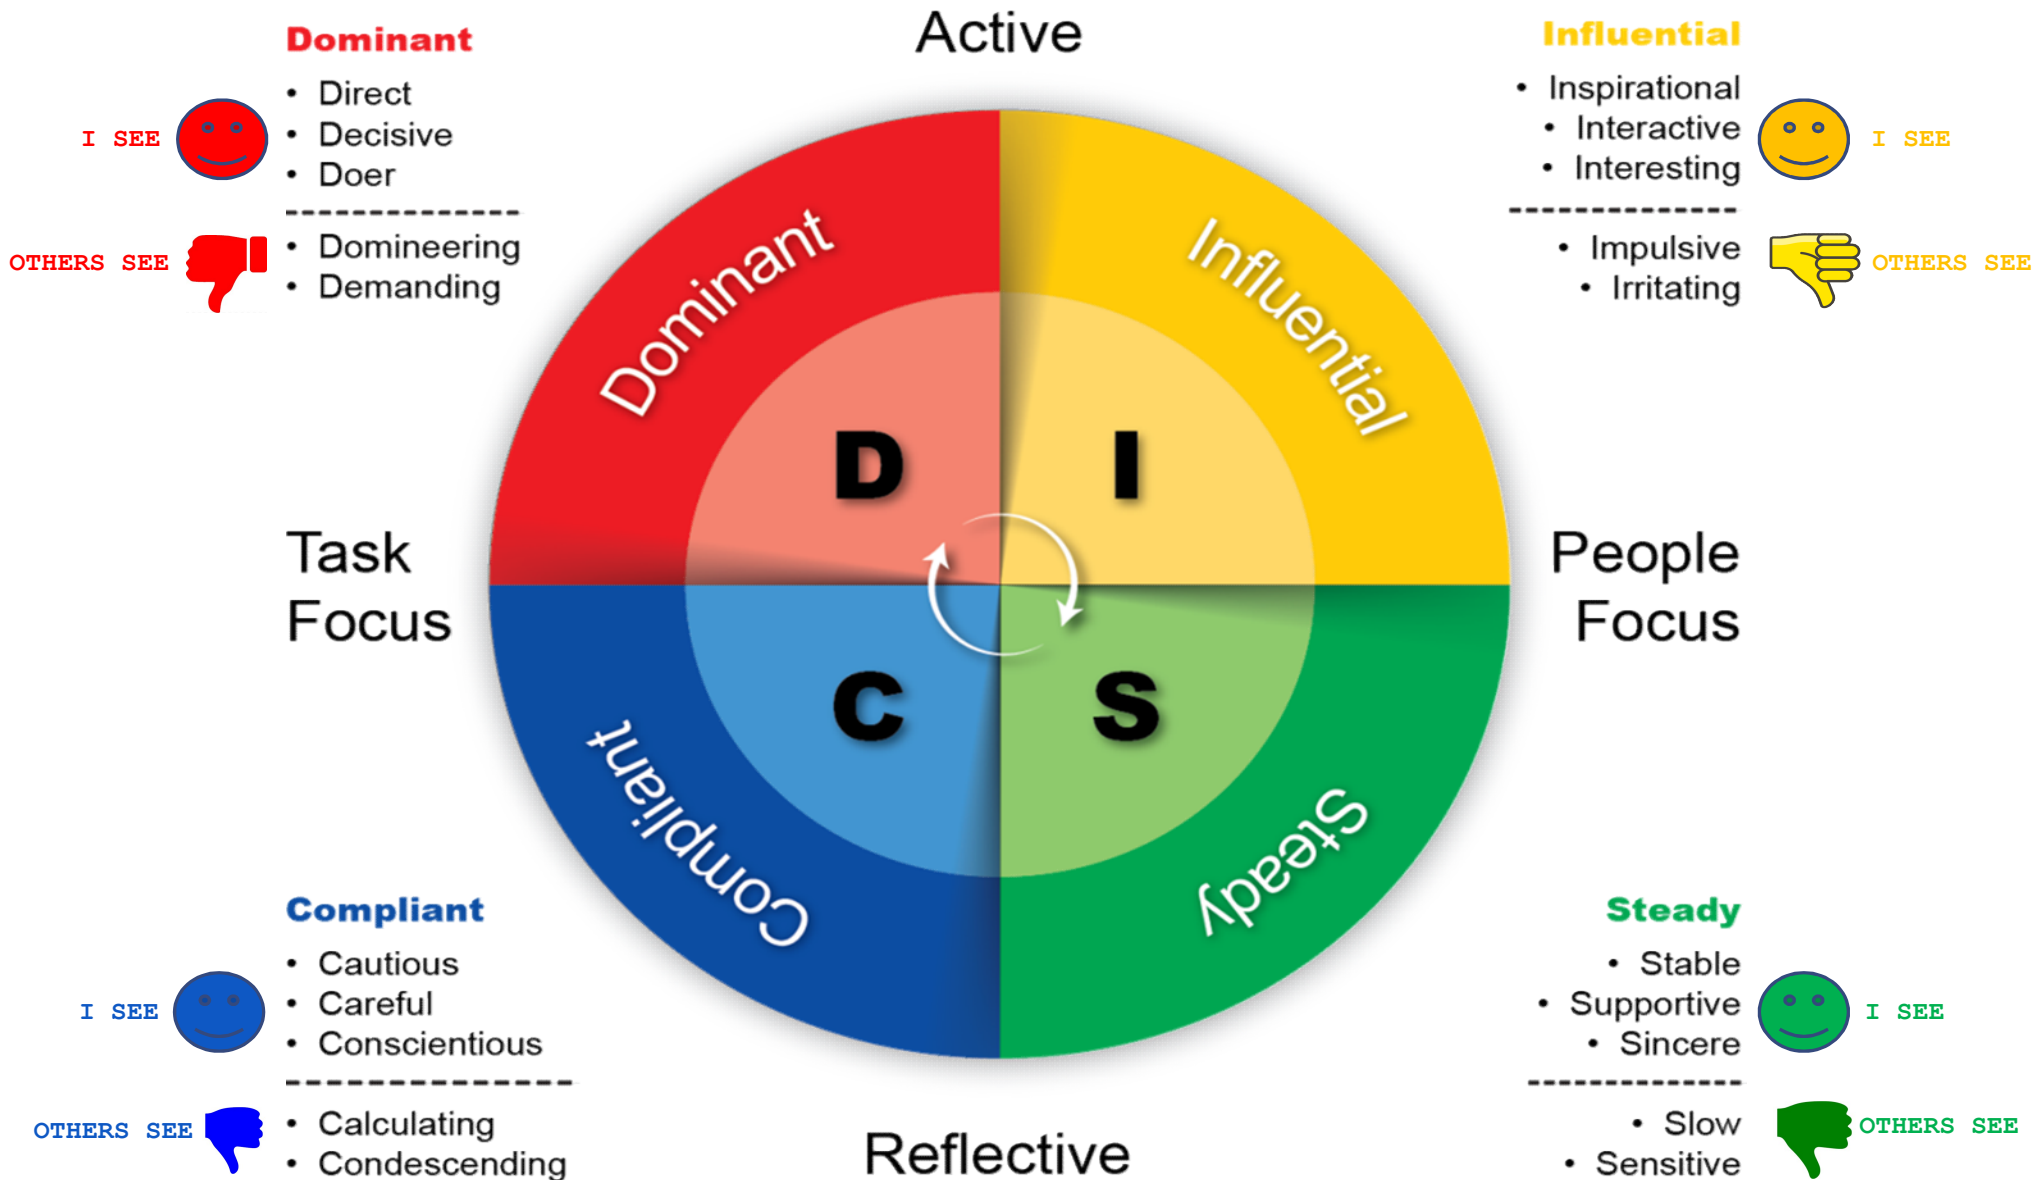 Active
Dominant
• Direct
• Decisive
• Doer
I SEE
• Domineering
• Demanding
OTHERS SEE
Influential
• Inspirational
• Interactive
• Interesting
I SEE
• Impulsive
• Irritating
OTHERS SEE
Dominant
Influential
D
I
Task
Focus
People
Focus
C
S
Compliant
Steady
Compliant
• Cautious
• Careful
• Conscientious
I SEE
• Calculating
• Condescending
OTHERS SEE
Steady
• Stable
• Supportive
• Sincere
I SEE
• Slow
• Sensitive
OTHERS SEE
Reflective